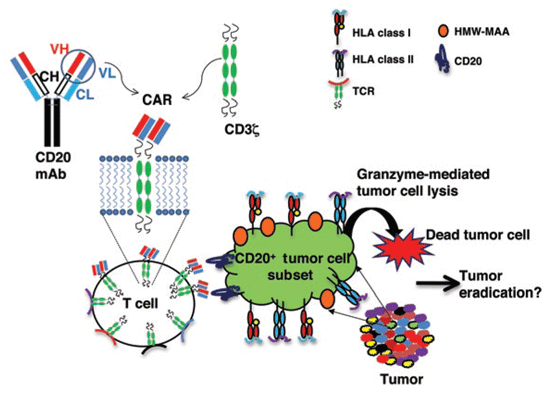 VH
VL
CH
CL
CD20
mAb
CAR
CD3ζ
HLA class I
HLA class II
TCR
HMW-MAA
CD20
Granzyme-mediated
tumor cell lysis
Dead tumor cell
CD20+ tumor cell
subset
T cell
Tumor
eradication?
Tumor